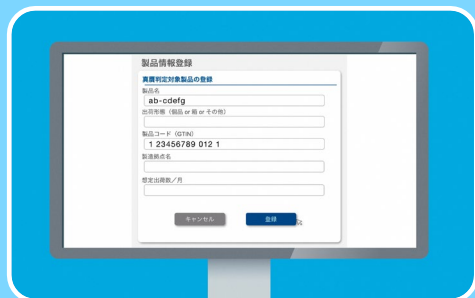 製品情報登録
真贋判定対象製品の登録
製品名
ab-cdefg
出荷形態（個品 or 箱 or その他）
製品コード（GTIN）
1 23456789 012 1
製造拠点名
想定出荷数／月
キャンセル
登録